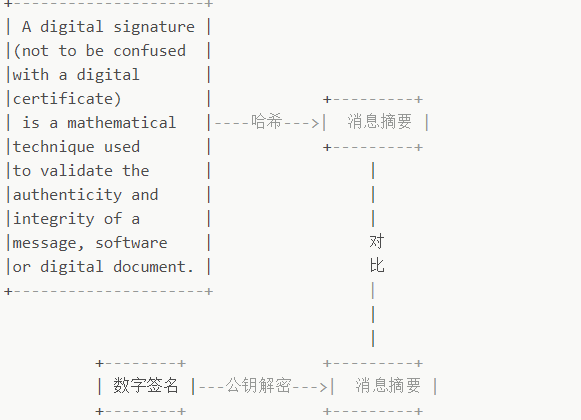 +---------------------+
| A digital signature |
|(not to be confused |
|with a digital |
|certificate) | +---------+
| is a mathematical |----哈希--->| 消息摘要 |
|technique used | +---------+
|to validate the | |
|authenticity and | |
|integrity of a | |
|message, software | 对
|or digital document. | 比
+---------------------+ |
|
|
+--------+ +---------+
| 数字签名 |---公钥解密--->| 消息摘要 |
+--------+ +---------+